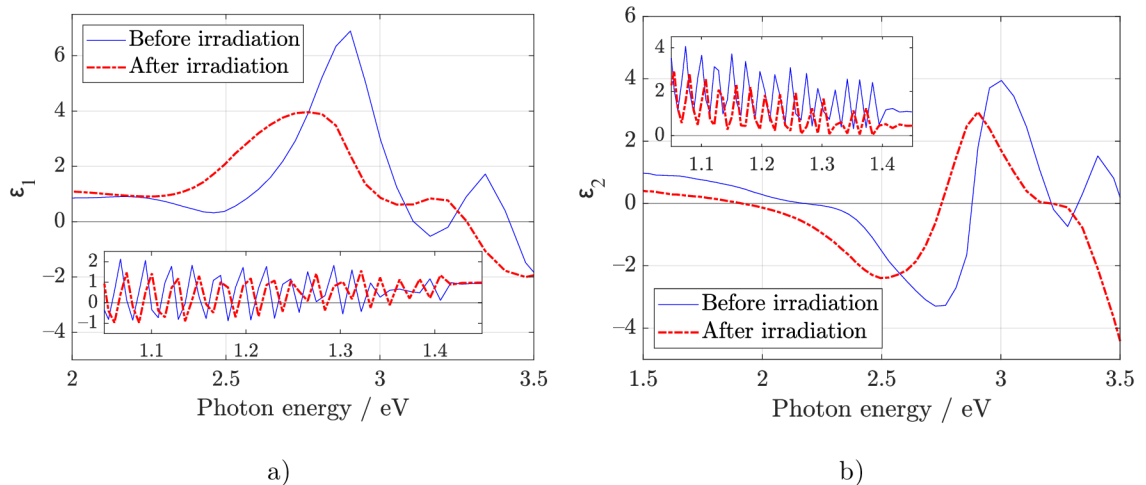 Before irradiation
After irradiation
6
4
2
0
−2
−4
ε1
2
1
0
−1
1.1 1.2 1.3 1.4
2 2.5 3 3.5
Photon energy / eV
a)
6
4
2
0
−2
−4
ε2
4
2
0
1.1 1.2 1.3 1.4
Before irradiation
After irradiation
1.5 2 2.5 3 3.5
Photon energy / eV
b)